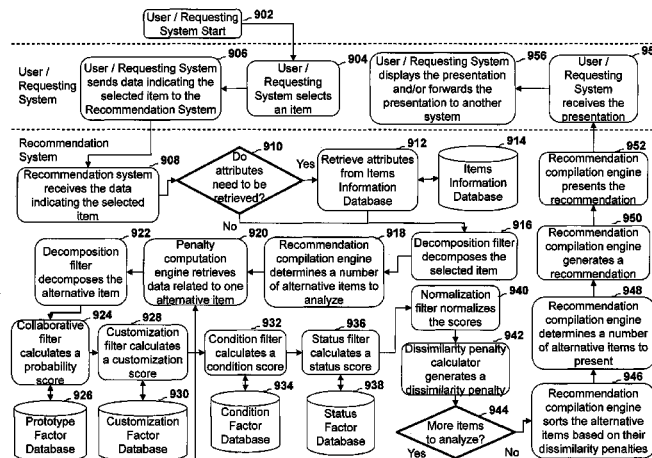 User / Requesting
System Start
902
User /
Requesting
System
906
User / Requesting System
sends data indicating the
selected item to the
Recommendation System
904
User /
Requesting
System selects
an item
956
User / Requesting System
displays the presentation
and/or forwards the
presentation to another
system
95
User /
Requesting
System
receives the
presentation
Recommendation
System
908
Recommendation system
receives the data
indicating the selected
item
910
Do
attributes
need to be
retrieved?
Yes
No
912
Retrieve attributes
from Items
Information
Database
914
Items
Information
Database
952
Recommendation
compilation engine
presents the
recommendation
922
Decomposition
filter
decomposes the
alternative item
920
Penalty
computation
engine retrieves
data related to one
alternative item
918
Recommendation
compilation engine
determines a number
of alternative items to
analyze
916
Decomposition filter
decomposes the
selected item
950
Recommendation
compilation engine
generates a
recommendation
924
Collaborative
filter
calculates a
probability
score
928
Customization
filter calculates
a customization
score
932
Condition filter
calculates a
condition score
936
Status filter
calculates a
status score
940
Normalization
filter normalizes
the scores
942
Dissimilarity penalty
calculator
generates a
dissimilarity penalty
948
Recommendation
compilation engine
determines a number
of alternative items to
present
926
Prototype
Factor
Database
930
Customization
Factor
Database
934
Condition
Factor
Database
938
Status
Factor
Database
944
More items
to analyze?
Yes
No
946
Recommendation
compilation engine
sorts the alternative
items based on their
dissimilarity penalties